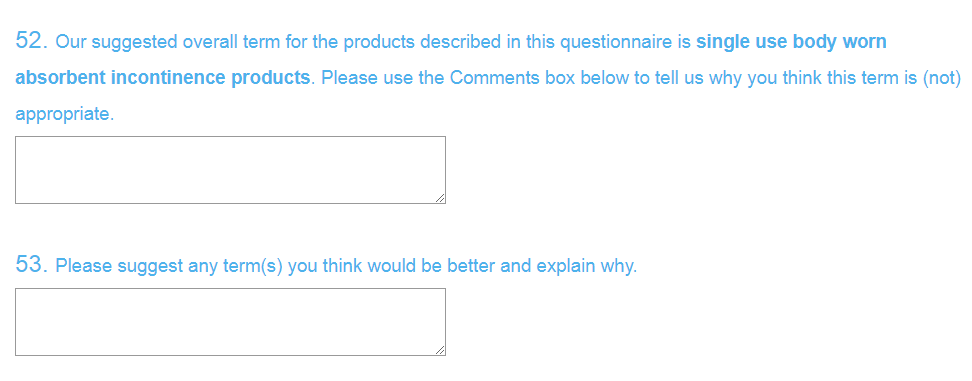 52. Our suggested overall term for the products described in this questionnaire is single use body worn
absorbent incontinence products. Please use the Comments box below to tell us why you think this term is (not)
appropriate.
53. Please suggest any term(s) you think would be better and explain why.